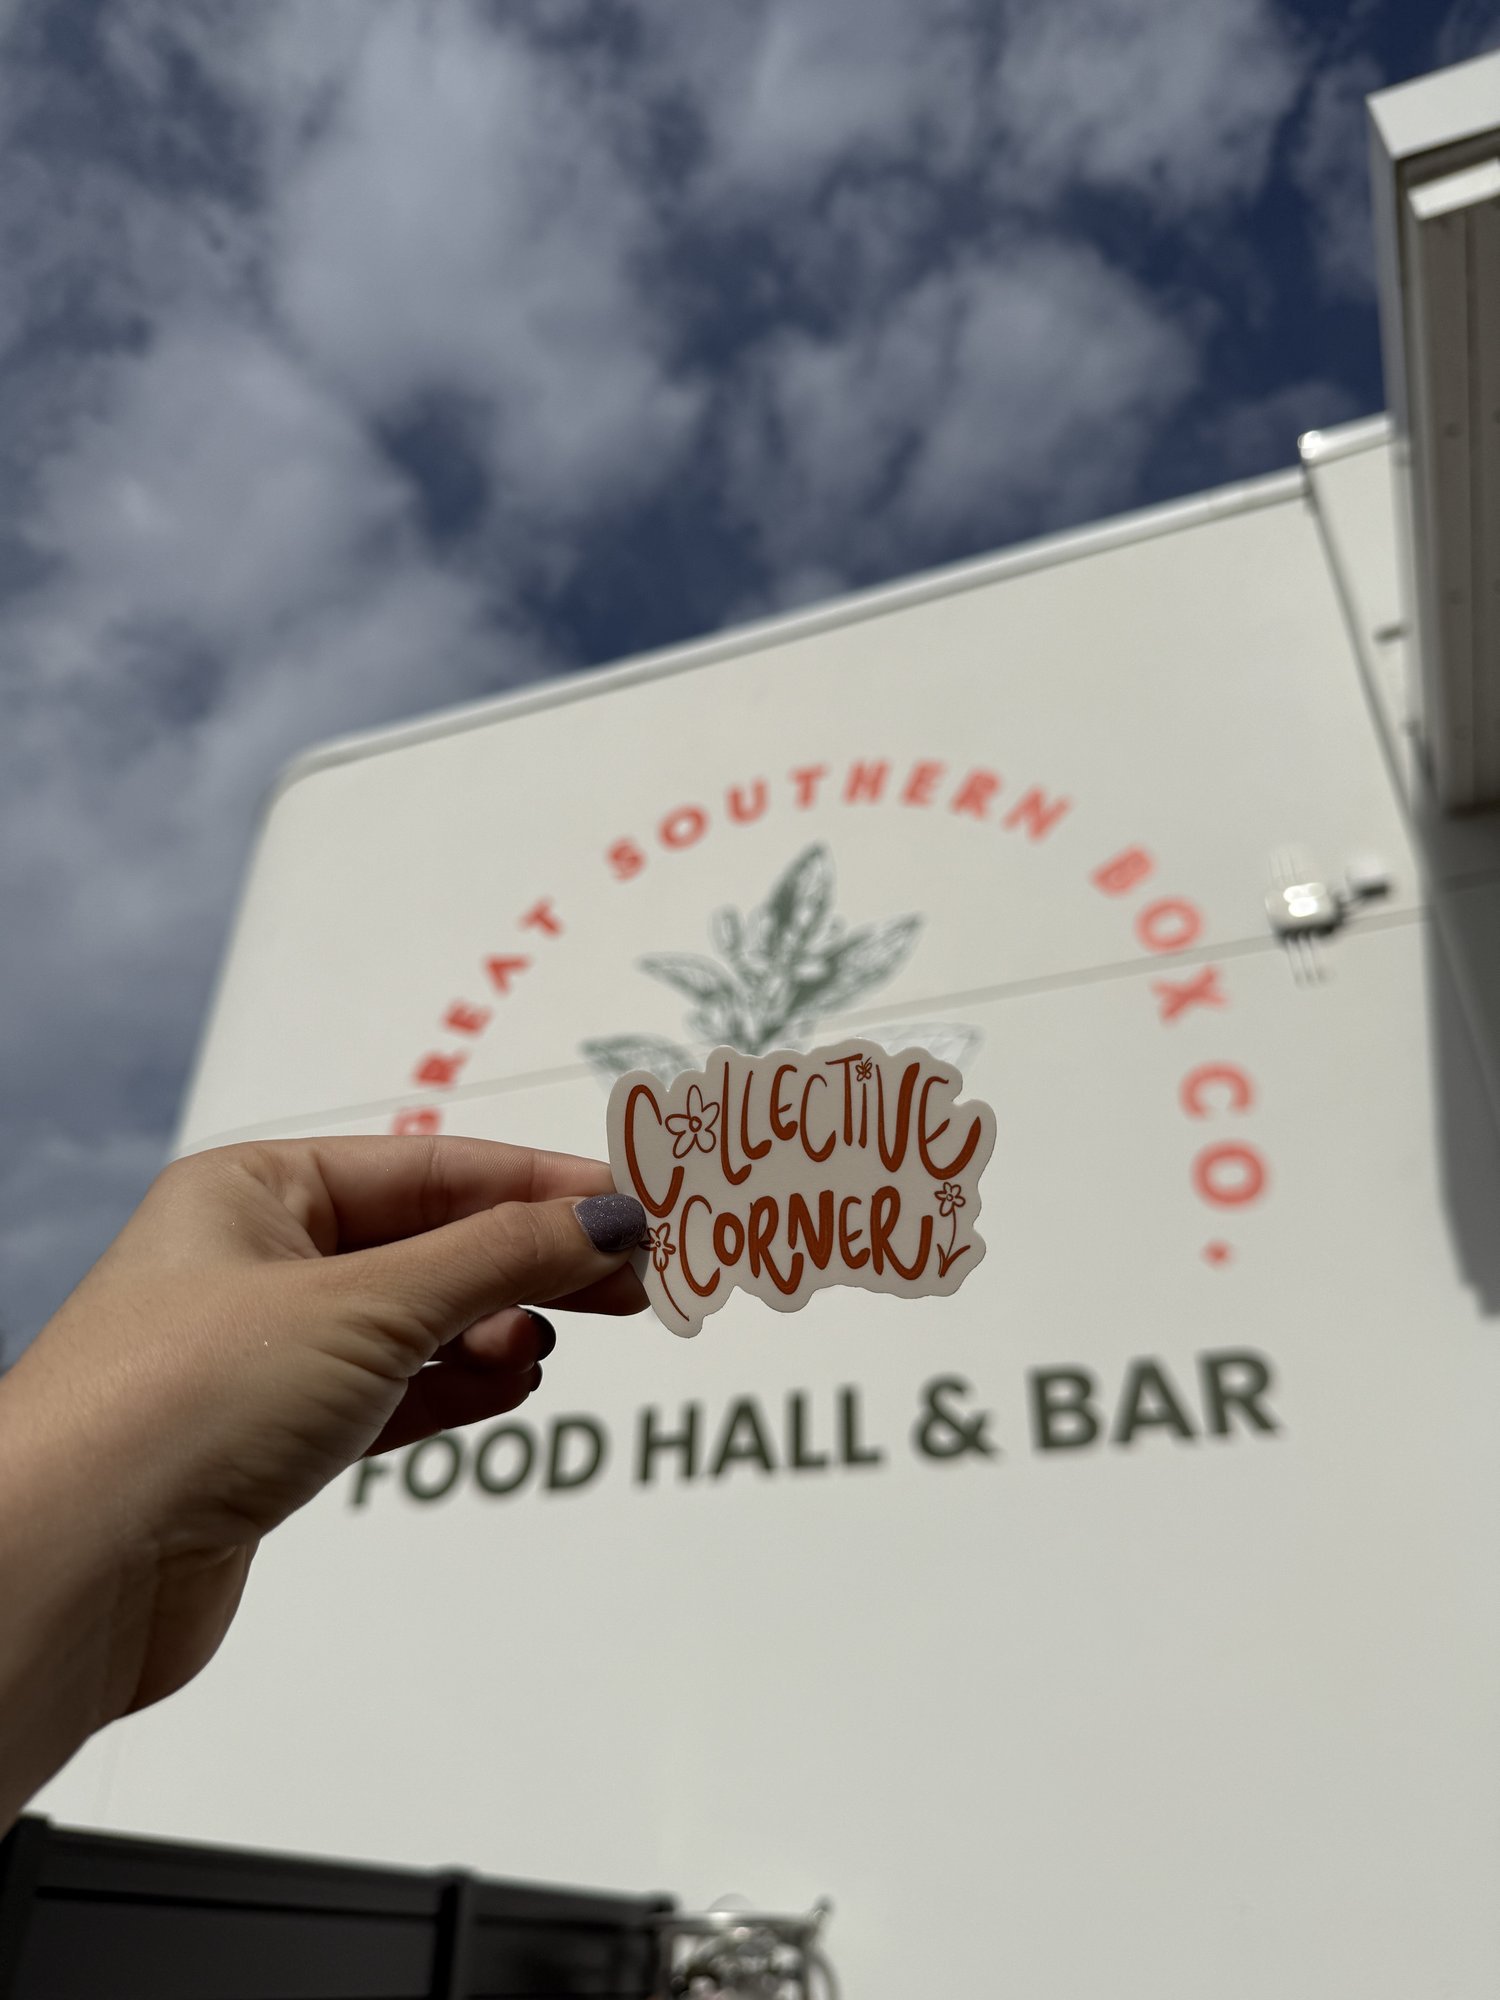 GREAT SOUTHERN BOX CO.
COLLECTIVE
CORNER
FOOD HALL & BAR